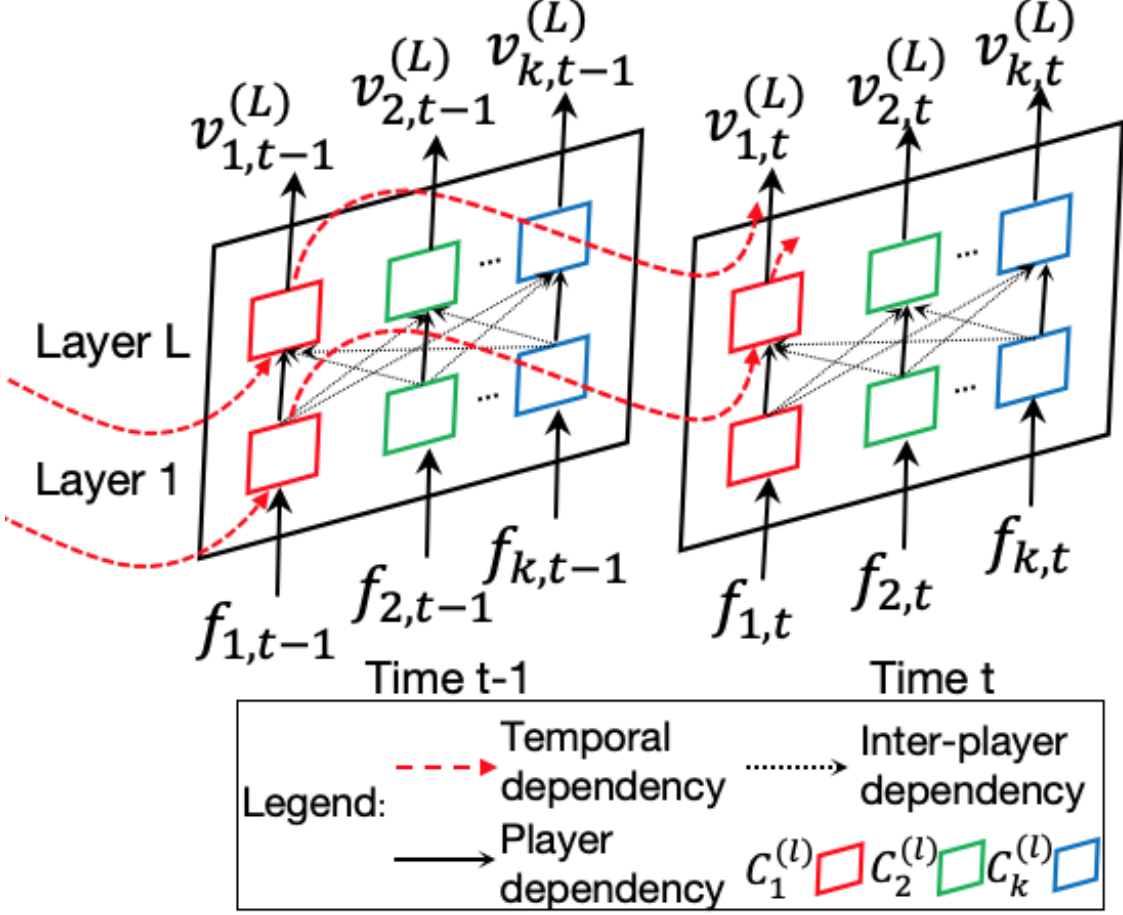 v_{1,t-1}^{(L)} v_{2,t-1}^{(L)} v_{k,t-1}^{(L)} v_{1,t}^{(L)} v_{2,t}^{(L)} v_{k,t}^{(L)}
Layer L
... ...
Layer 1
... ...
f_{1,t-1} f_{2,t-1} f_{k,t-1} f_{1,t} f_{2,t} f_{k,t}
Time t-1 Time t
Legend:
Temporal
dependency
Inter-player
dependency
Player
dependency
C_1^{(l)} C_2^{(l)} C_k^{(l)}